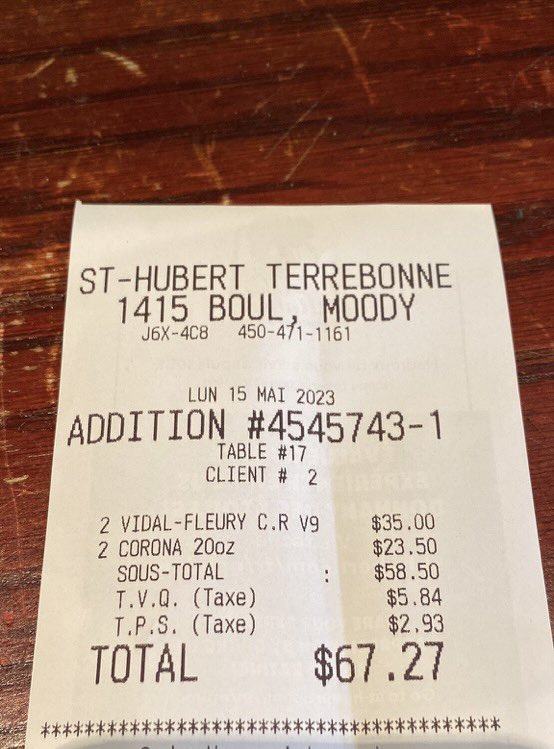 ST-HUBERT TERREBONNE
1415 BOUL, MOODY
J6X-4C8 450-471-1161
LUN 15 MAI 2023
ADDITION #4545743-1
TABLE #17
CLIENT # 2
2 VIDAL-FLEURY C.R V9 $35.00
2 CORONA 20oz $23.50
SOUS-TOTAL : $58.50
T.V.Q. (Taxe) $5.84
T.P.S. (Taxe) $2.93
TOTAL $67.27
****************************************